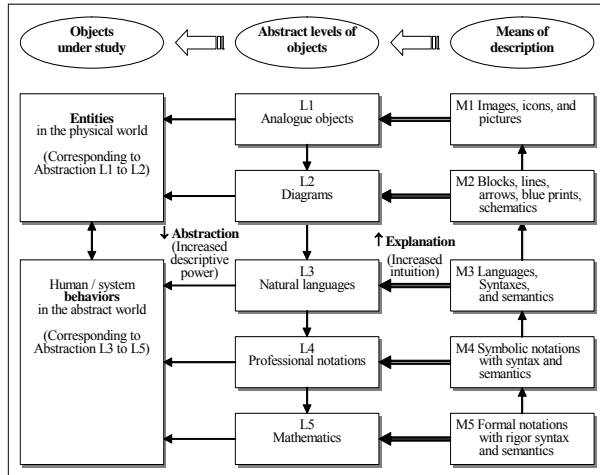 Objects
under study
Abstract levels of
objects
Means of
description
Entities
in the physical world
(Corresponding to
Abstraction L1 to L2)
L1
Analogue objects
M1 Images, icons, and
pictures
L2
Diagrams
M2 Blocks, lines,
arrows, blue prints,
schematics
↓ Abstraction
(Increased
descriptive
power)
↑ Explanation
(Increased
intuition)
Human / system
behaviors
in the abstract world
(Corresponding to
Abstraction L3 to L5)
L3
Natural languages
M3 Languages,
Syntaxes,
and semantics
L4
Professional notations
M4 Symbolic notations
with syntax and
semantics
L5
Mathematics
M5 Formal notations
with rigor syntax
and semantics